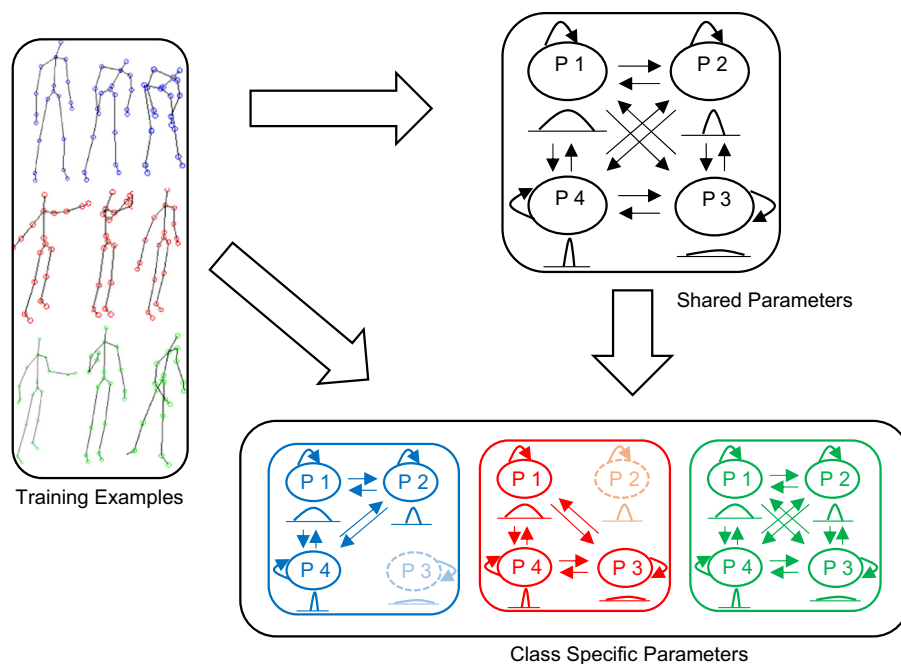 P 1
P 2
P 4
P 3
Shared Parameters
Training Examples
P 1
P 2
P 4
P 3
P 1
P 2
P 4
P 3
P 1
P 2
P 4
P 3
Class Specific Parameters